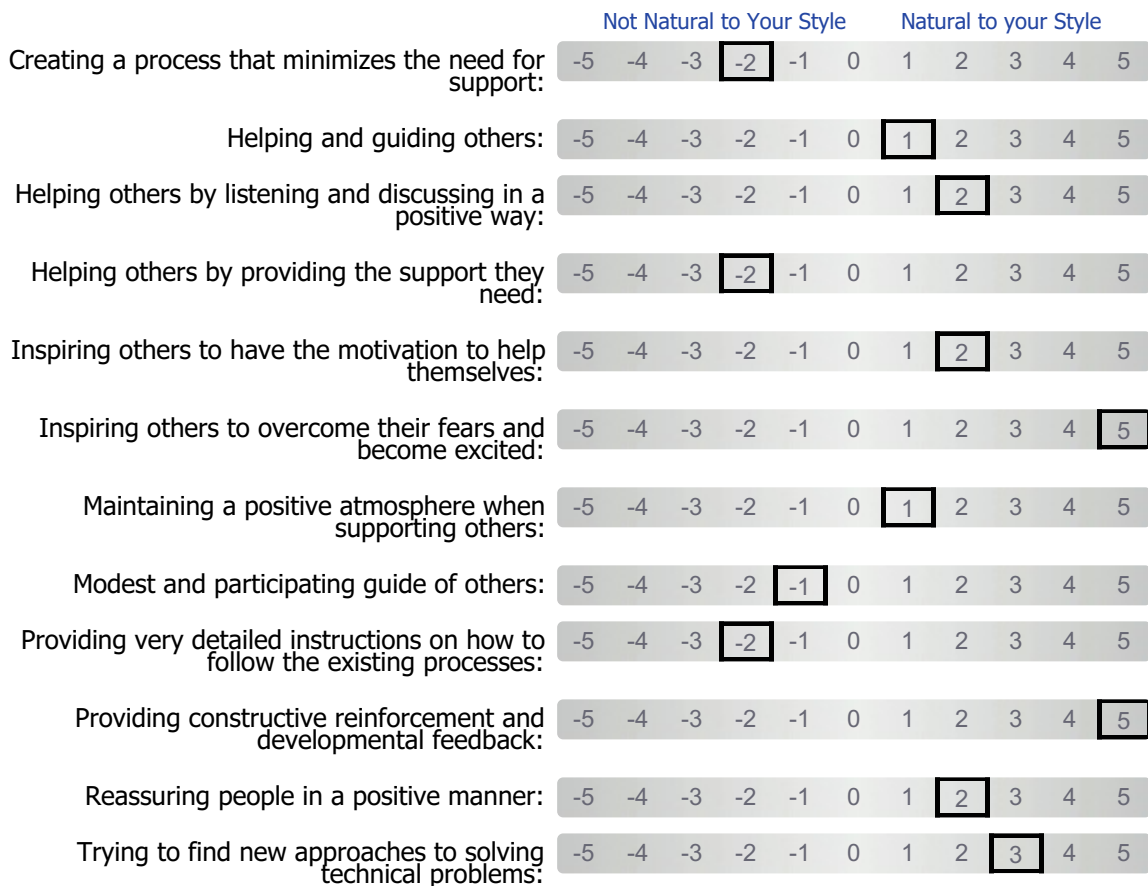 Not Natural to Your Style Natural to your Style
Creating a process that minimizes the need for
support:
-5 -4 -3 -2 -1 0 1 2 3 4 5
Helping and guiding others:
-5 -4 -3 -2 -1 0 1 2 3 4 5
Helping others by listening and discussing in a
positive way:
-5 -4 -3 -2 -1 0 1 2 3 4 5
Helping others by providing the support they
need:
-5 -4 -3 -2 -1 0 1 2 3 4 5
Inspiring others to have the motivation to help
themselves:
-5 -4 -3 -2 -1 0 1 2 3 4 5
Inspiring others to overcome their fears and
become excited:
-5 -4 -3 -2 -1 0 1 2 3 4 5
Maintaining a positive atmosphere when
supporting others:
-5 -4 -3 -2 -1 0 1 2 3 4 5
Modest and participating guide of others:
-5 -4 -3 -2 -1 0 1 2 3 4 5
Providing very detailed instructions on how to
follow the existing processes:
-5 -4 -3 -2 -1 0 1 2 3 4 5
Providing constructive reinforcement and
developmental feedback:
-5 -4 -3 -2 -1 0 1 2 3 4 5
Reassuring people in a positive manner:
-5 -4 -3 -2 -1 0 1 2 3 4 5
Trying to find new approaches to solving
technical problems:
-5 -4 -3 -2 -1 0 1 2 3 4 5